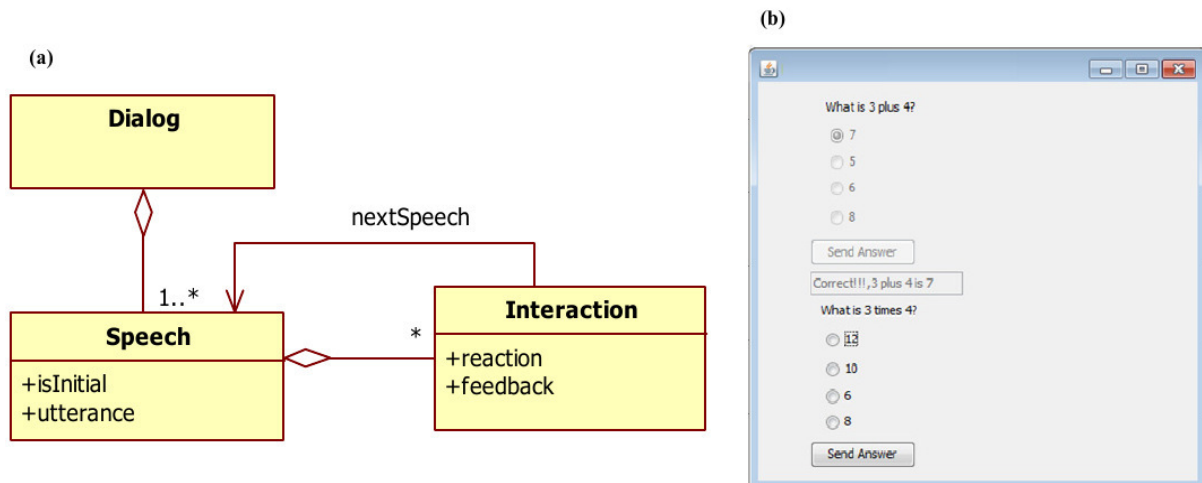 (a)
Dialog
nextSpeech
1..*
Speech
+isInitial
+utterance
*
Interaction
+reaction
+feedback
(b)
What is 3 plus 4?
7
5
6
8
Send Answer
Correct!!!,3 plus 4 is 7
What is 3 times 4?
12
10
6
8
Send Answer